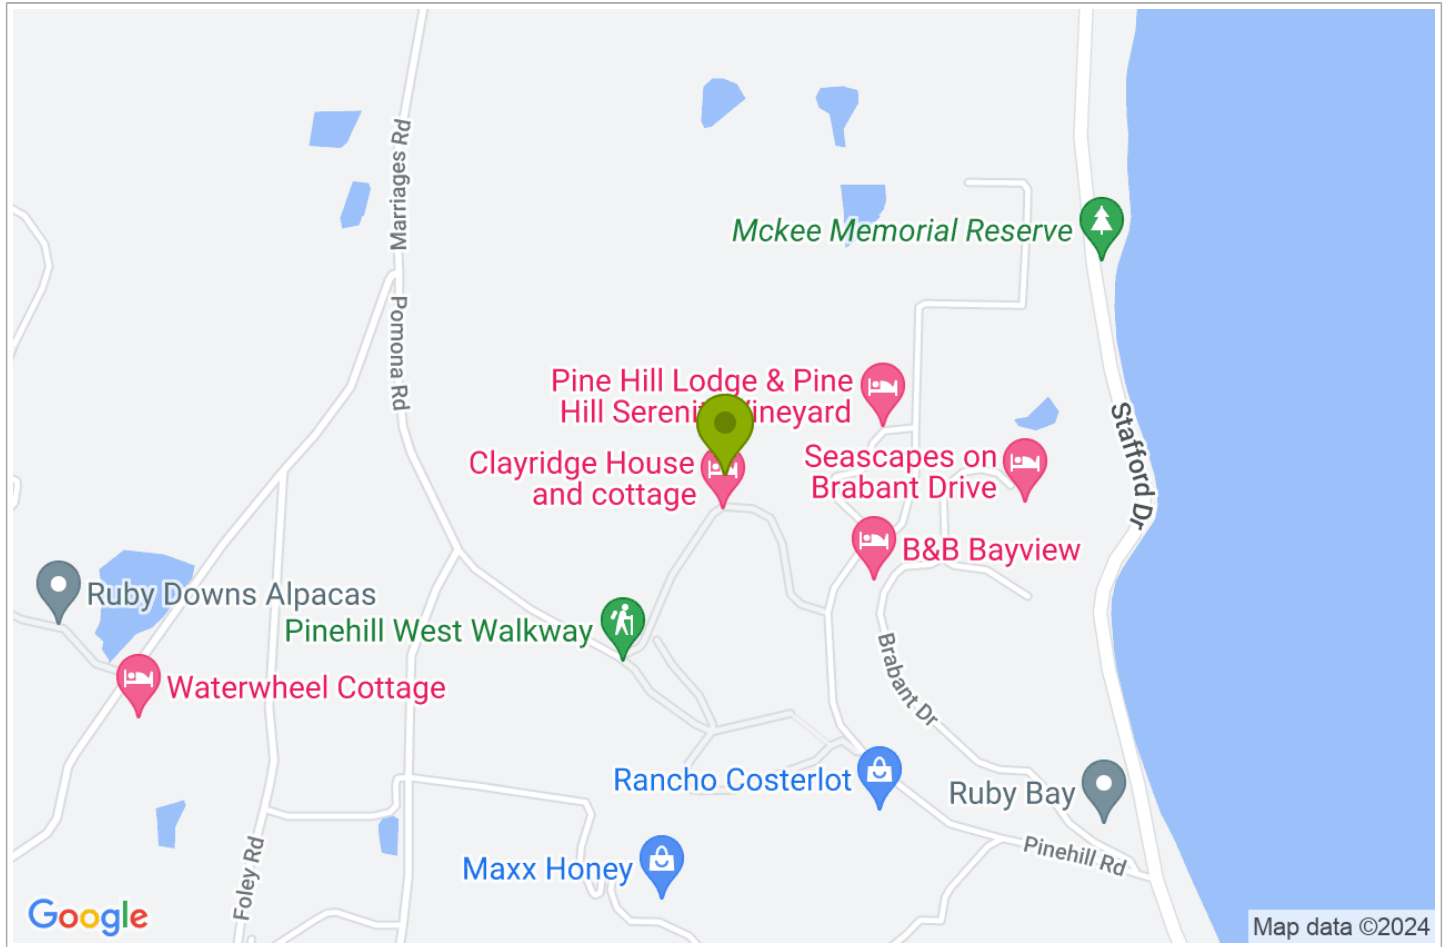 Marriages Rd
Mckee Memorial Reserve
Pomona Rd
Pine Hill Lodge & Pine
Hill Serenity Vineyard
Stafford Dr
Clayridge House
and cottage
Seascapes on
Brabant Drive
B&B Bayview
Ruby Downs Alpacas
Pinehill West Walkway
Waterwheel Cottage
Brabant Dr
Rancho Costerlot
Ruby Bay
Pinehill Rd
Maxx Honey
Foley Rd
Google
Map data ©2024